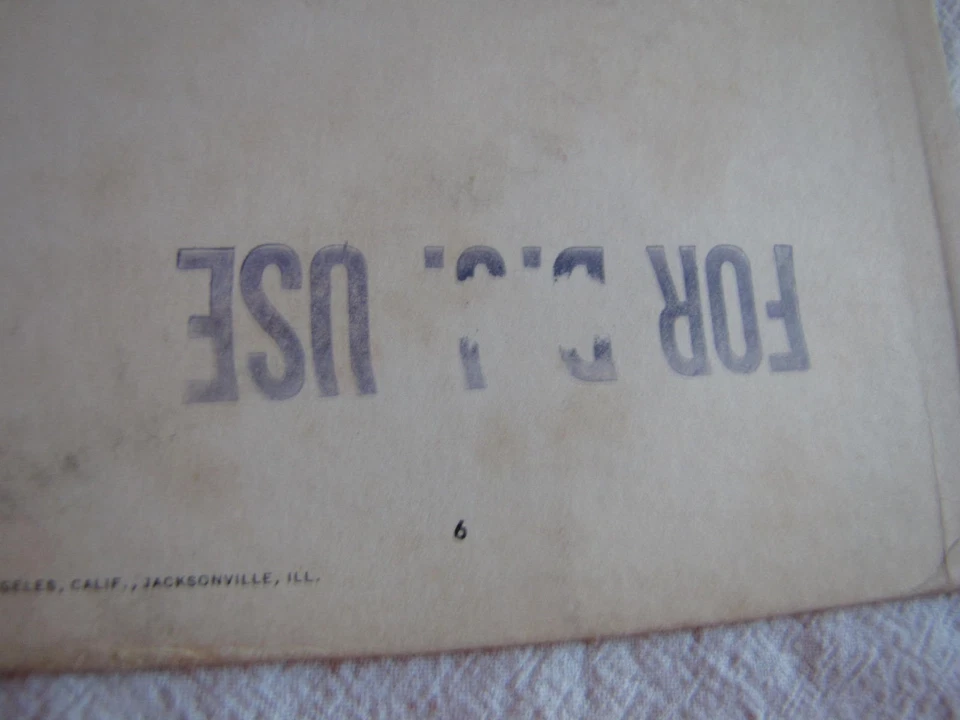 FOR D.J. USE
6
GELES, CALIF., JACKSONVILLE, ILL.